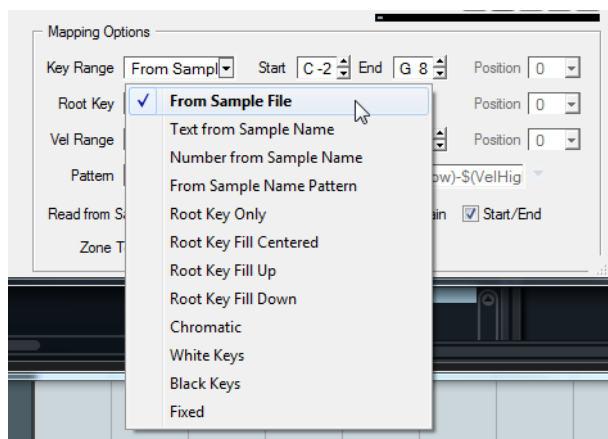 Mapping Options
Key Range From Sampl Start C -2 End G 8 Position 0
Root Key Position 0
Vel Range Position 0
Pattern ow)-$(VelHig
Read from Sa ain Start/End
Zone T
From Sample File
Text from Sample Name
Number from Sample Name
From Sample Name Pattern
Root Key Only
Root Key Fill Centered
Root Key Fill Up
Root Key Fill Down
Chromatic
White Keys
Black Keys
Fixed